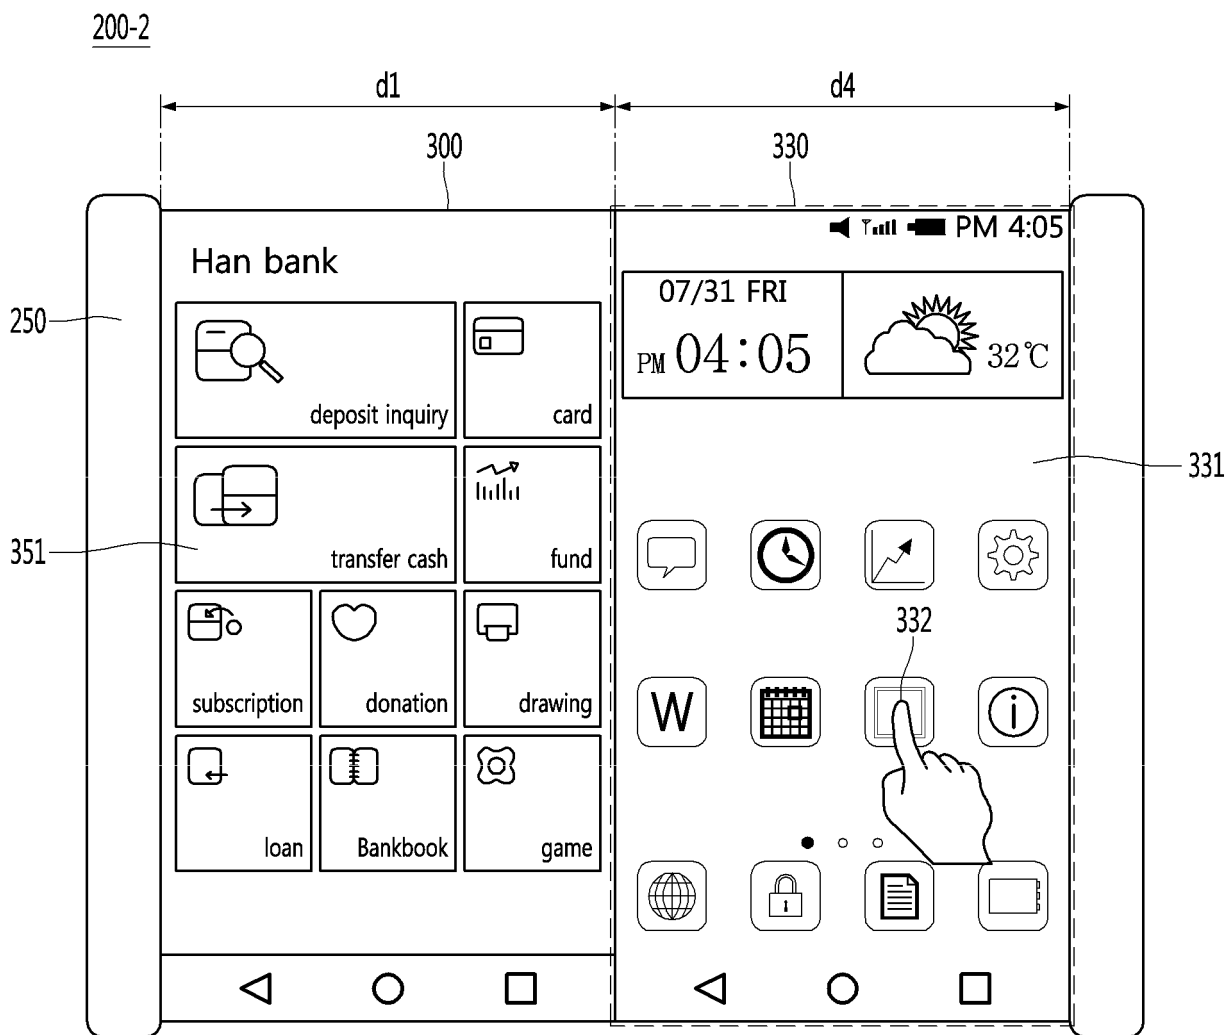 200-2
d1
d4
300
330
PM 4:05
Han bank
07/31 FRI
PM 04:05
32℃
250
deposit inquiry
card
331
351
transfer cash
fund
332
subscription
donation
drawing
W
i
loan
Bankbook
game